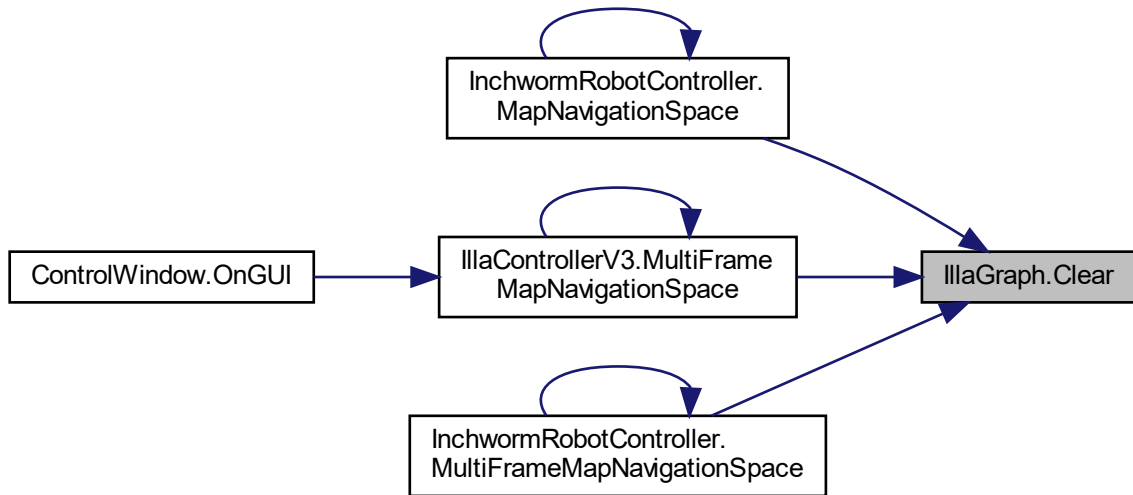 InchwormRobotController.
MapNavigationSpace
ControlWindow.OnGUI
IllaControllerV3.MultiFrame
MapNavigationSpace
IllaGraph.Clear
InchwormRobotController.
MultiFrameMapNavigationSpace